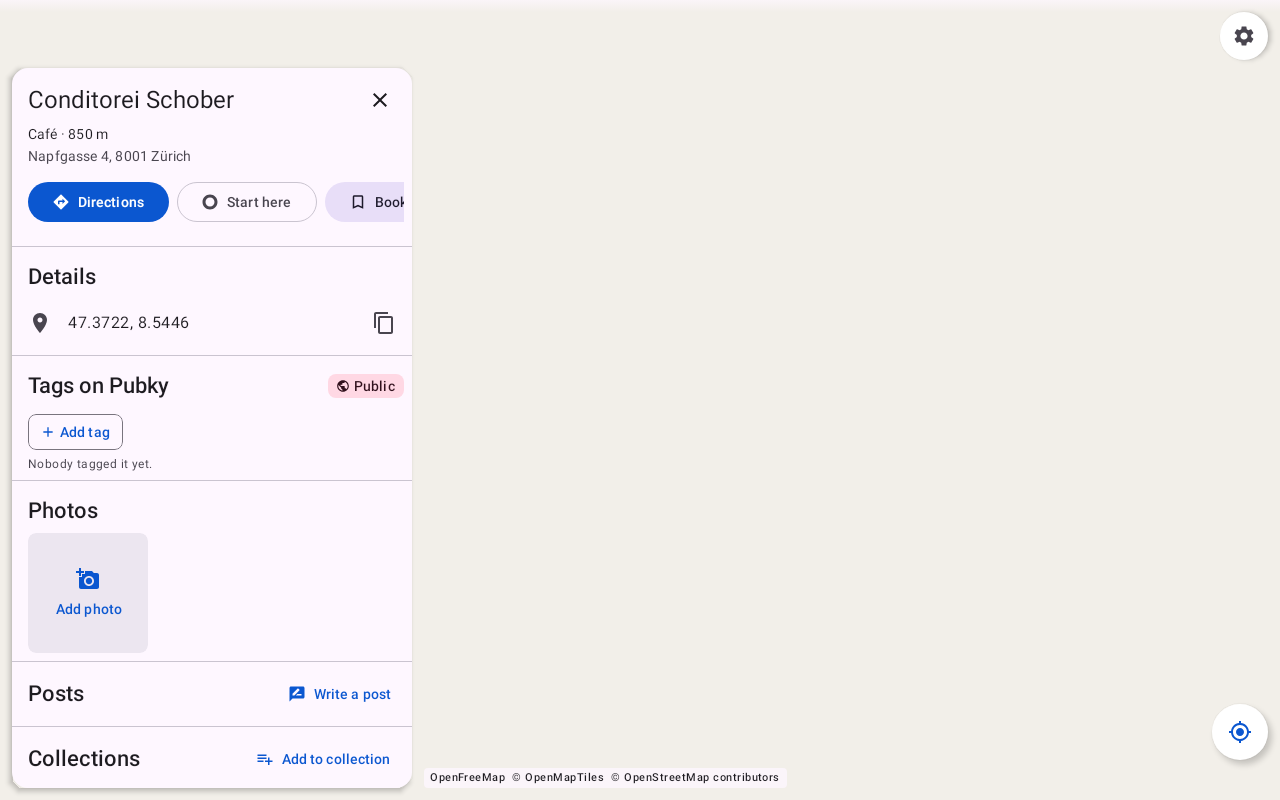 Conditorei Schober
Café · 850 m
Napfgasse 4, 8001 Zürich
Directions
Start here
Book
Details
47.3722, 8.5446
Tags on Pubky
Public
Add tag
Nobody tagged it yet.
Photos
Add photo
Posts
Write a post
Collections
Add to collection
OpenFreeMap © OpenMapTiles © OpenStreetMap contributors